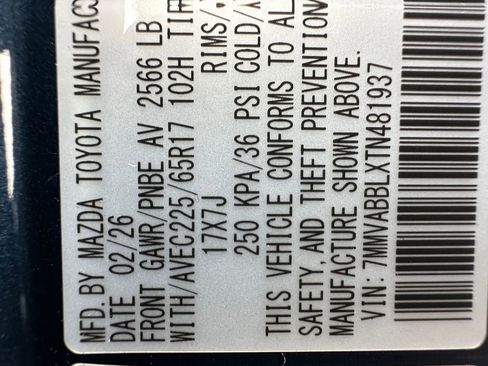 MFD. BY MAZDA TOYOTA MANUFAC
DATE 02/26
FRONT GAWR/PNBE AV 2566 LB
WITH/AVEC225/65R17 102H TIR
17X7J RIMS/
250 KPA/36 PSI COLD/
THIS VEHICLE CONFORMS TO AL
SAFETY AND THEFT PREVENTION
MANUFACTURE SHOWN ABOVE.
VIN: 7MMVABBLXTN481937